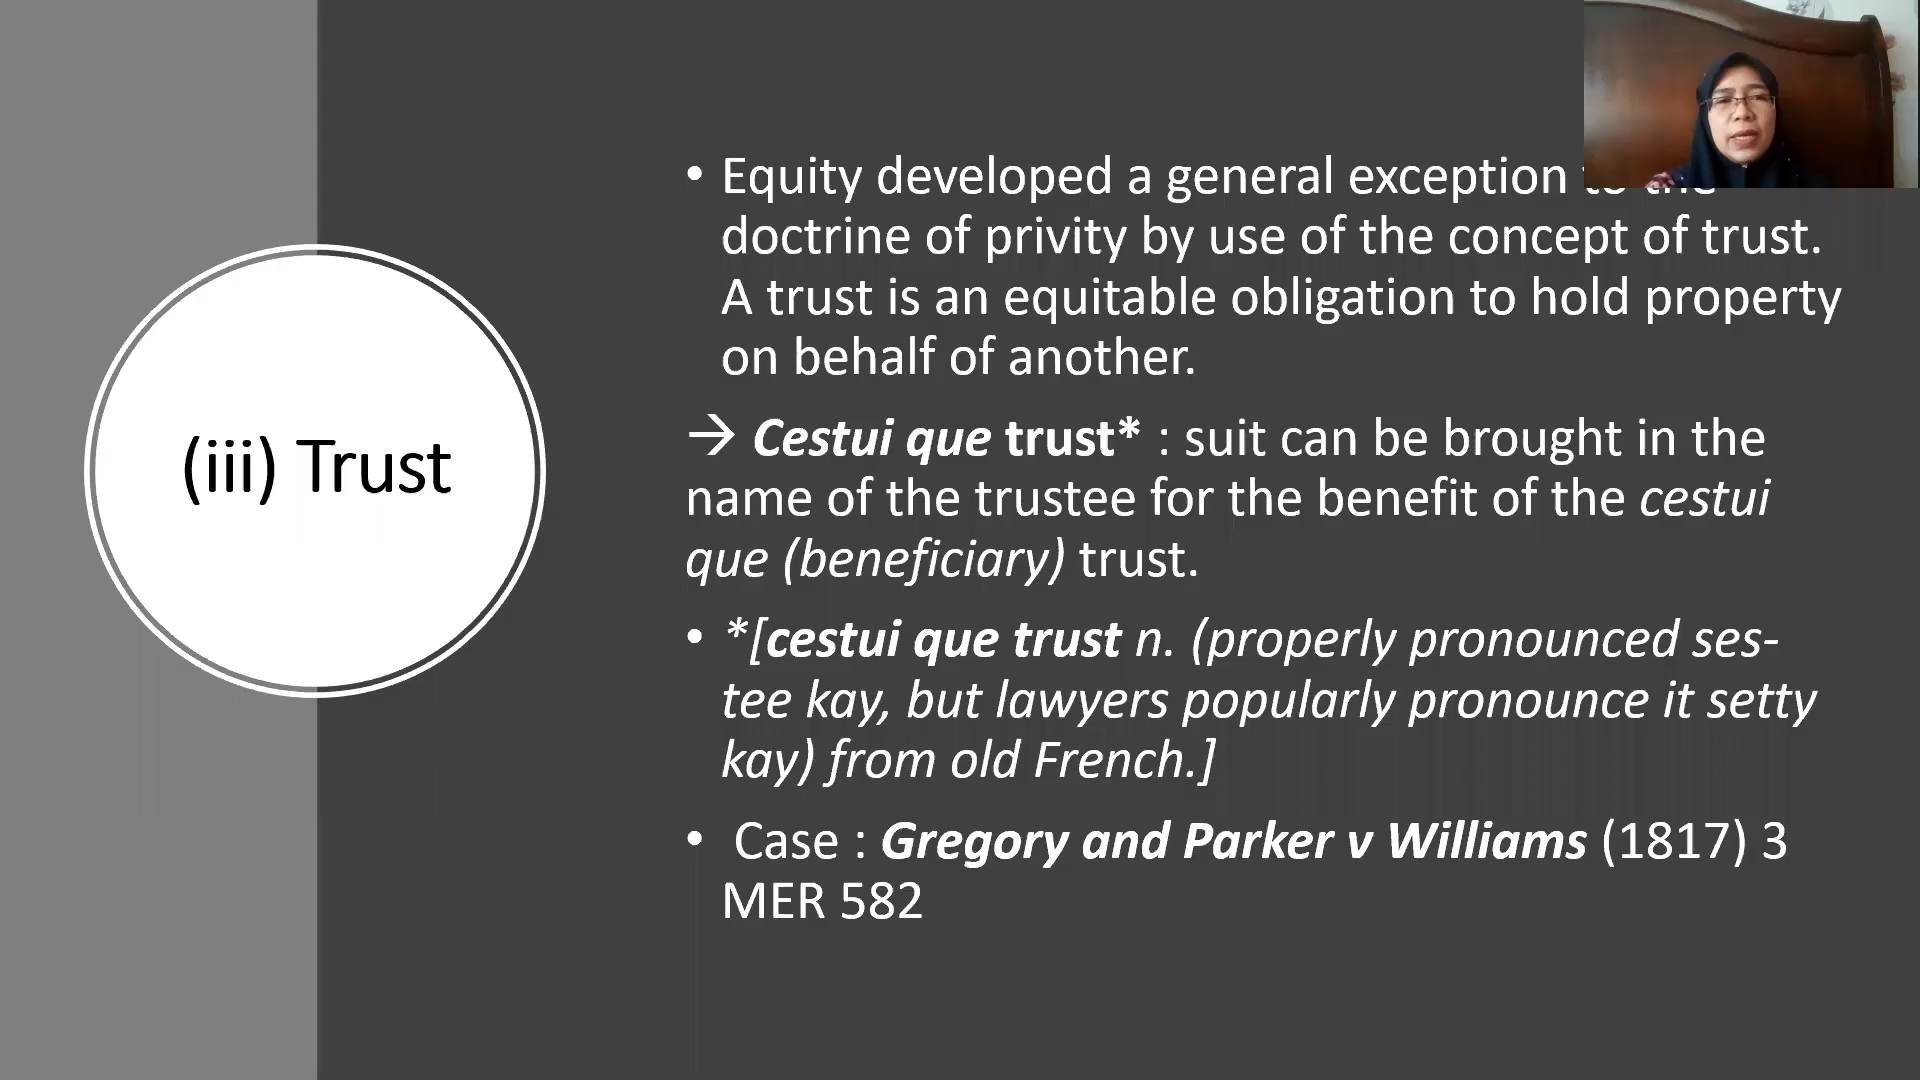 (iii) Trust
• Equity developed a general exception to the
doctrine of privity by use of the concept of trust.
A trust is an equitable obligation to hold property
on behalf of another.
→ Cestui que trust* : suit can be brought in the
name of the trustee for the benefit of the cestui
que (beneficiary) trust.
• *[cestui que trust n. (properly pronounced ses-
tee kay, but lawyers popularly pronounce it setty
kay) from old French.]
• Case : Gregory and Parker v Williams (1817) 3
MER 582